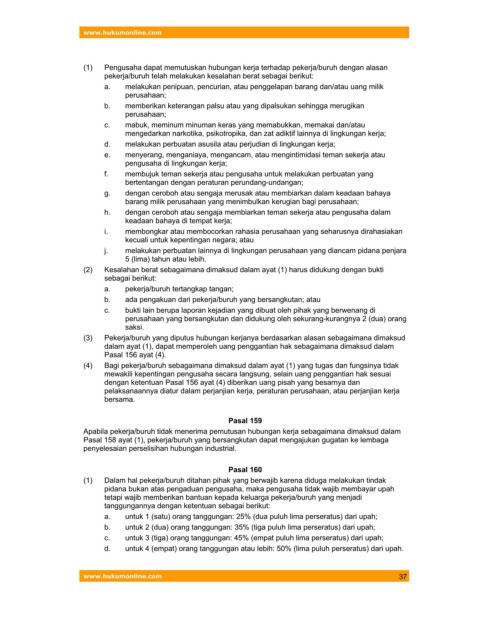 www.hukumonline.com
(1) Pengusaha dapat memutuskan hubungan kerja terhadap pekerja/buruh dengan alasan
pekerja/buruh telah melakukan kesalahan berat sebagai berikut:
a. melakukan penipuan, pencurian, atau penggelapan barang dan/atau uang milik
perusahaan;
b. memberikan keterangan palsu atau yang dipalsukan sehingga merugikan
perusahaan;
c. mabuk, meminum minuman keras yang memabukkan, memakai dan/atau
mengedarkan narkotika, psikotropika, dan zat adiktif lainnya di lingkungan kerja;
d. melakukan perbuatan asusila atau perjudian di lingkungan kerja;
e. menyerang, menganiaya, mengancam, atau mengintimidasi teman sekerja atau
pengusaha di lingkungan kerja;
f. membujuk teman sekerja atau pengusaha untuk melakukan perbuatan yang
bertentangan dengan peraturan perundang-undangan;
g. dengan ceroboh atau sengaja merusak atau membiarkan dalam keadaan bahaya
barang milik perusahaan yang menimbulkan kerugian bagi perusahaan;
h. dengan ceroboh atau sengaja membiarkan teman sekerja atau pengusaha dalam
keadaan bahaya di tempat kerja;
i. membongkar atau membocorkan rahasia perusahaan yang seharusnya dirahasiakan
kecuali untuk kepentingan negara; atau
j. melakukan perbuatan lainnya di lingkungan perusahaan yang diancam pidana penjara
5 (lima) tahun atau lebih.
(2) Kesalahan berat sebagaimana dimaksud dalam ayat (1) harus didukung dengan bukti
sebagai berikut:
a. pekerja/buruh tertangkap tangan;
b. ada pengakuan dari pekerja/buruh yang bersangkutan; atau
c. bukti lain berupa laporan kejadian yang dibuat oleh pihak yang berwenang di
perusahaan yang bersangkutan dan didukung oleh sekurang-kurangnya 2 (dua) orang
saksi.
(3) Pekerja/buruh yang diputus hubungan kerjanya berdasarkan alasan sebagaimana dimaksud
dalam ayat (1), dapat memperoleh uang penggantian hak sebagaimana dimaksud dalam
Pasal 156 ayat (4).
(4) Bagi pekerja/buruh sebagaimana dimaksud dalam ayat (1) yang tugas dan fungsinya tidak
mewakili kepentingan pengusaha secara langsung, selain uang penggantian hak sesuai
dengan ketentuan Pasal 156 ayat (4) diberikan uang pisah yang besarnya dan
pelaksanaannya diatur dalam perjanjian kerja, peraturan perusahaan, atau perjanjian kerja
bersama.
Pasal 159
Apabila pekerja/buruh tidak menerima pemutusan hubungan kerja sebagaimana dimaksud dalam
Pasal 158 ayat (1), pekerja/buruh yang bersangkutan dapat mengajukan gugatan ke lembaga
penyelesaian perselisihan hubungan industrial.
Pasal 160
(1) Dalam hal pekerja/buruh ditahan pihak yang berwajib karena diduga melakukan tindak
pidana bukan atas pengaduan pengusaha, maka pengusaha tidak wajib membayar upah
tetapi wajib memberikan bantuan kepada keluarga pekerja/buruh yang menjadi
tanggungannya dengan ketentuan sebagai berikut:
a. untuk 1 (satu) orang tanggungan: 25% (dua puluh lima perseratus) dari upah;
b. untuk 2 (dua) orang tanggungan: 35% (tiga puluh lima perseratus) dari upah;
c. untuk 3 (tiga) orang tanggungan: 45% (empat puluh lima perseratus) dari upah;
d. untuk 4 (empat) orang tanggungan atau lebih: 50% (lima puluh perseratus) dari upah.
www.hukumonline.com 37